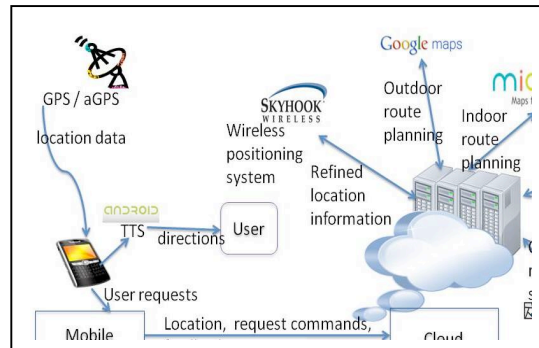 Google maps
GPS / aGPS
location data
SKYHOOK
WIRELESS
Wireless
positioning
system
Outdoor
route
planning
Indoor
route
planning
Refined
location
information
ANDROID
TTS
directions
User
User requests
Mobile
Location, request commands,
Cloud